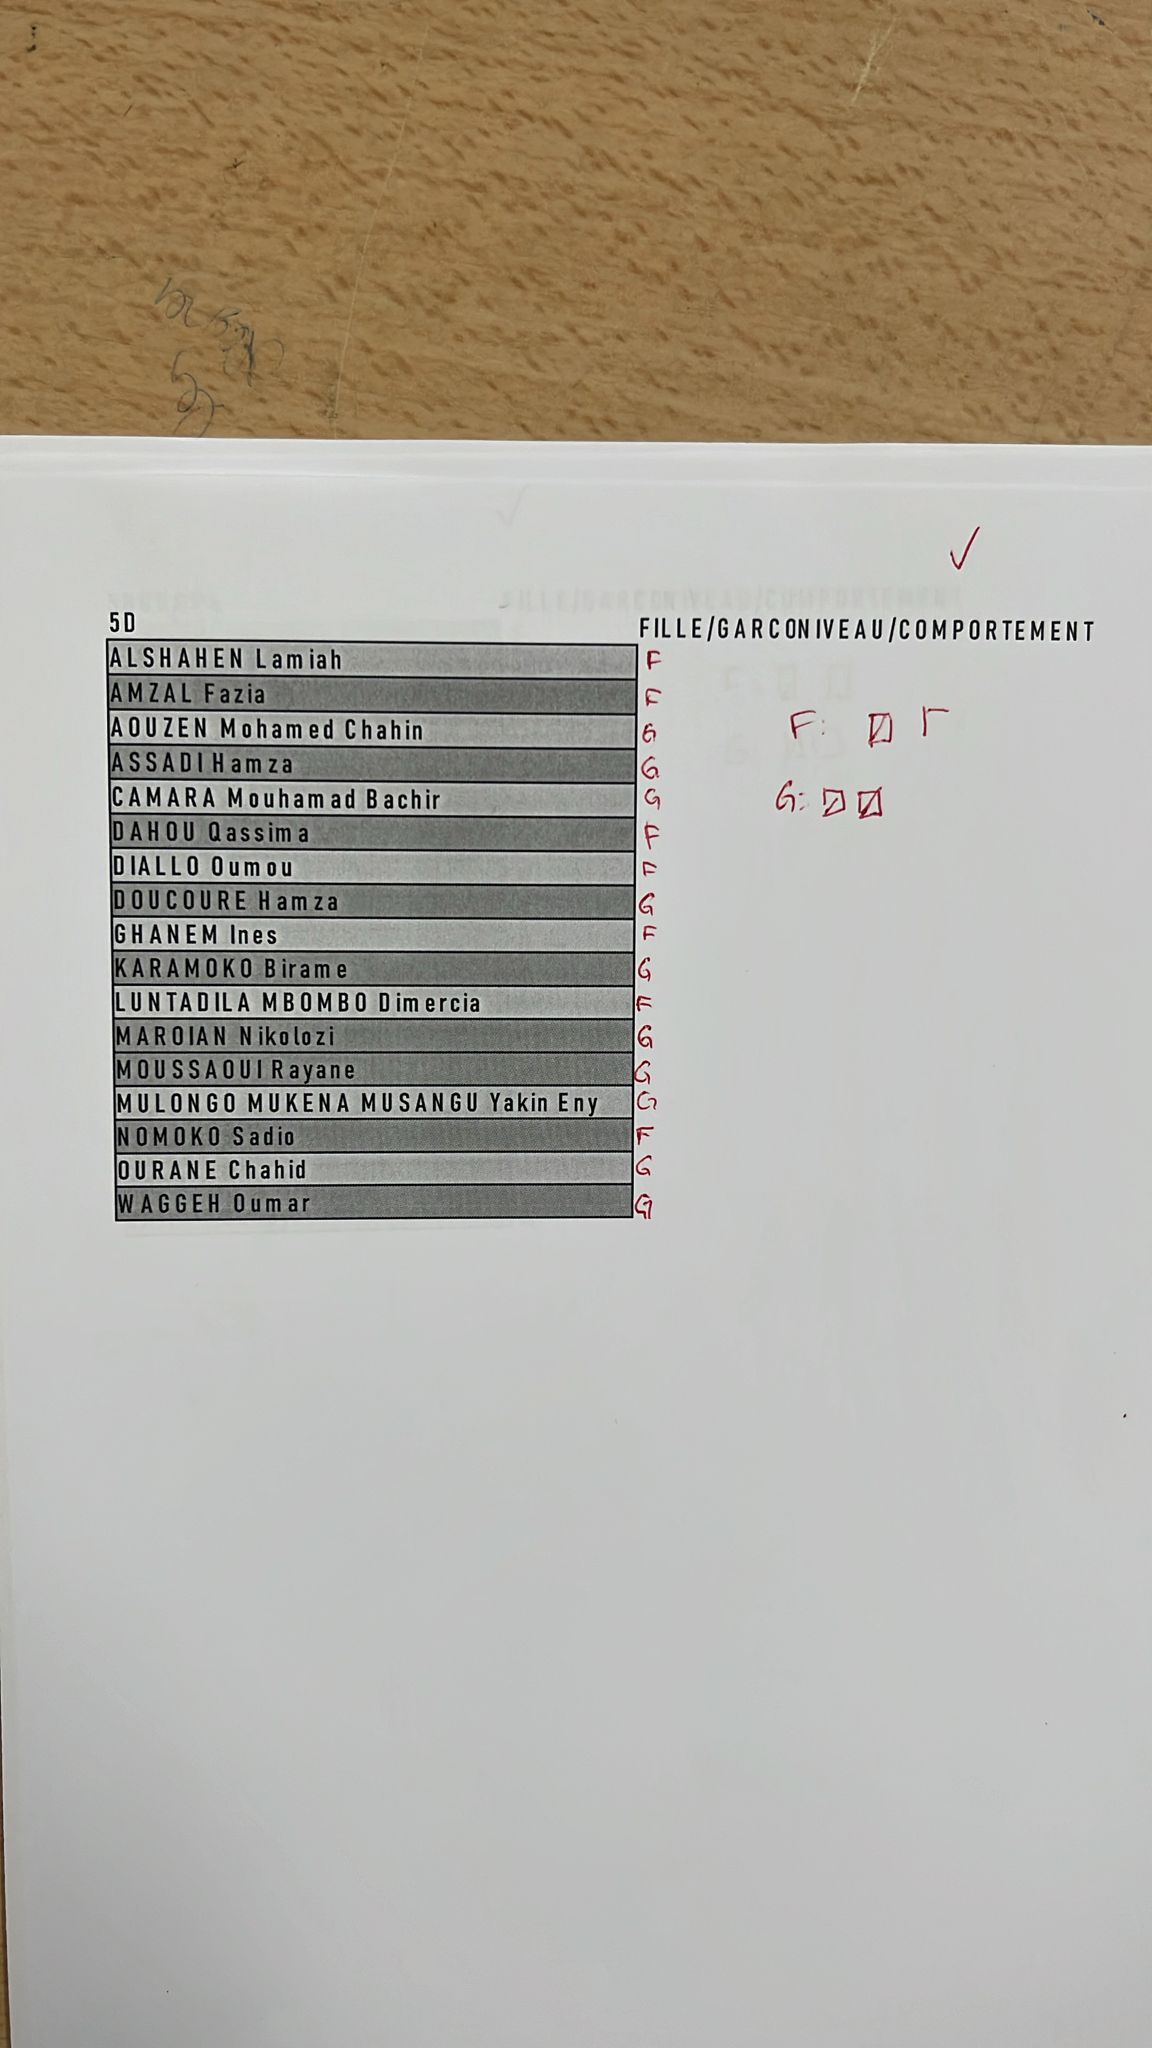 5D
FILLE/GARCONIVEAU/COMPORTEMENT
ALSHAHEN Lamiah F
AMZAL Fazia F
AOUZEN Mohamed Chahin G
ASSADI Hamza G
CAMARA Mouhamad Bachir G
DAHOU Qassima F
DIALLO Oumou F
DOUCOURE Hamza G
GHANEM Ines F
KARAMOKO Birame G
LUNTADILA MBOMBO Dimercia F
MAROIAN Nikolozi G
MOUSSAOUI Rayane G
MULONGO MUKENA MUSANGU Yakin Eny G
NOMOKO Sadio F
OURANE Chahid G
WAGGEH Oumar G
F:
G: